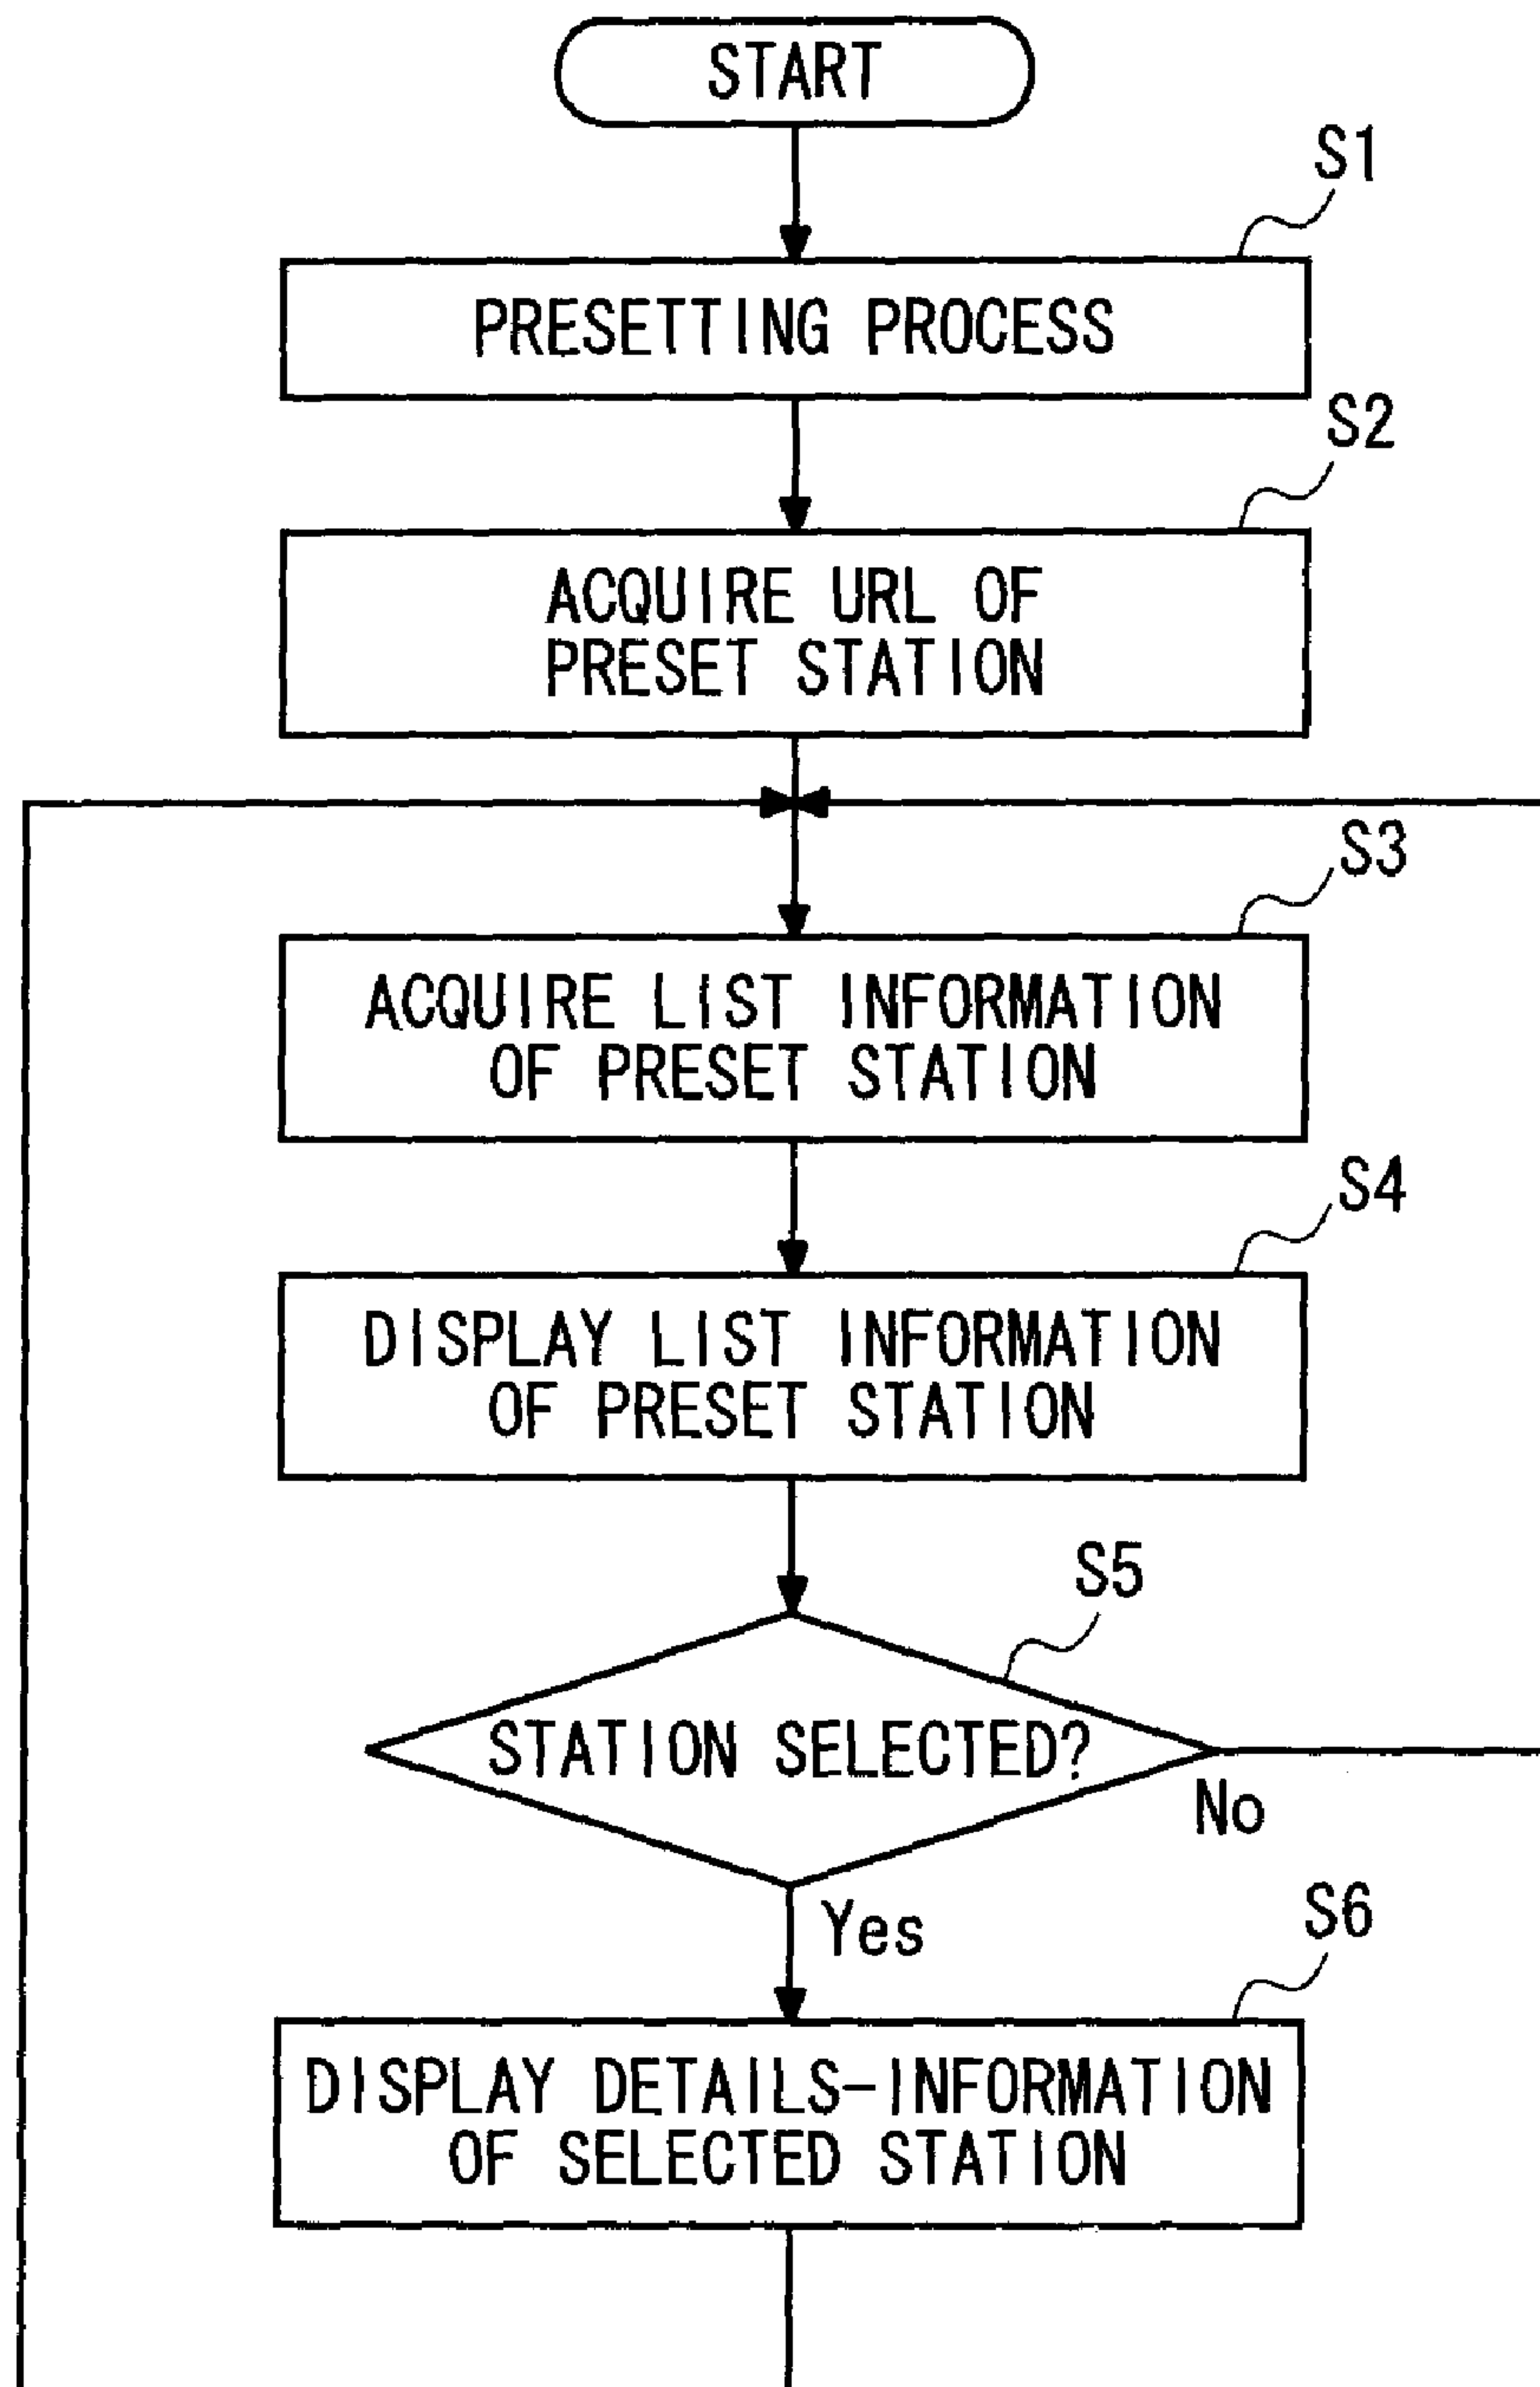 START
S1
PRESETTING PROCESS
S2
ACQUIRE URL OF
PRESET STATION
S3
ACQUIRE LIST INFORMATION
OF PRESET STATION
S4
DISPLAY LIST INFORMATION
OF PRESET STATION
S5
STATION SELECTED?
No
Yes
S6
DISPLAY DETAILS-INFORMATION
OF SELECTED STATION